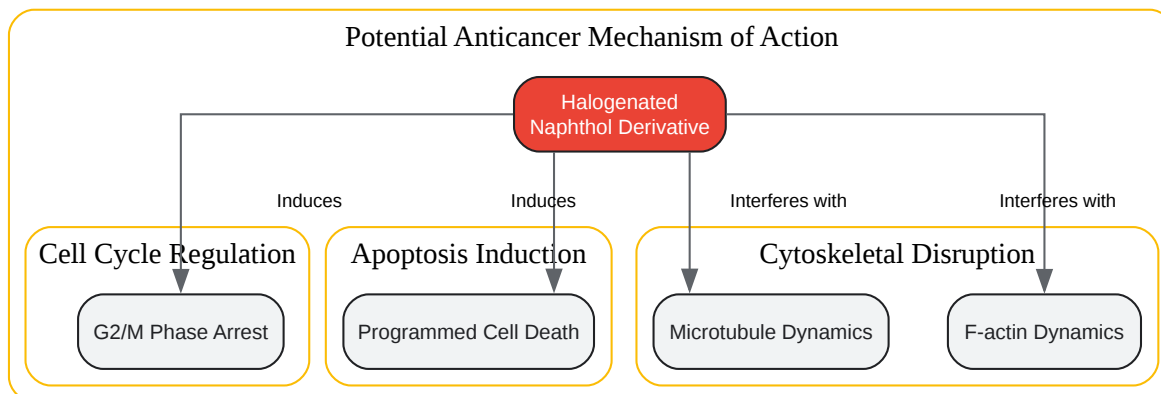 Potential Anticancer Mechanism of Action
Halogenated
Naphthol Derivative
Induces
Induces
Interferes with
Interferes with
Cell Cycle Regulation
Apoptosis Induction
Cytoskeletal Disruption
G2/M Phase Arrest
Programmed Cell Death
Microtubule Dynamics
F-actin Dynamics